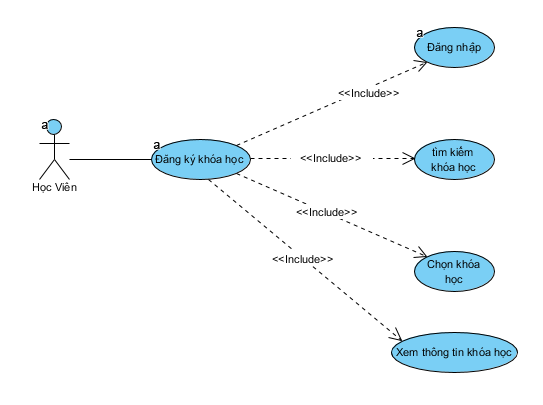 a
Đăng nhập
<<Include>>
a
Học Viên
a
Đăng ký khóa học
<<Include>>
tìm kiếm
khóa học
<<Include>>
Chọn khóa
học
<<Include>>
Xem thông tin khóa học